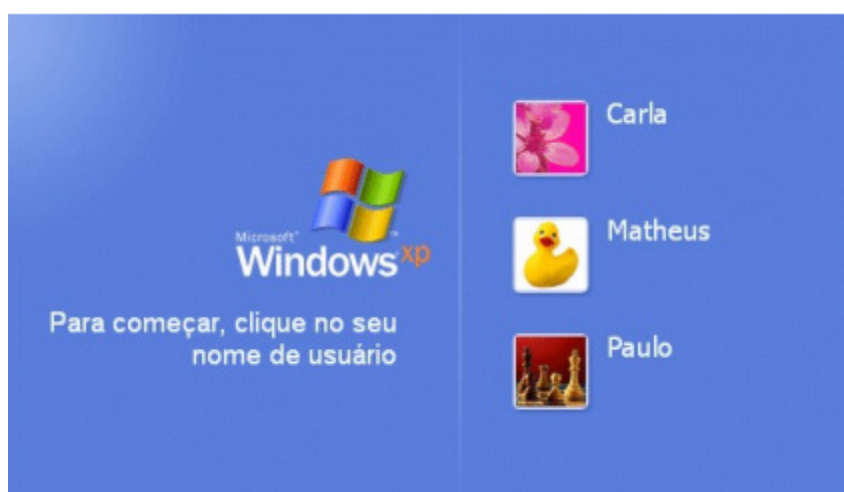 Microsoft®
Windows xp
Para começar, clique no seu
nome de usuário
Carla
Matheus
Paulo